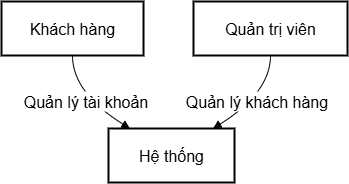 Khách hàng
Quản trị viên
Quản lý tài khoản
Quản lý khách hàng
Hệ thống